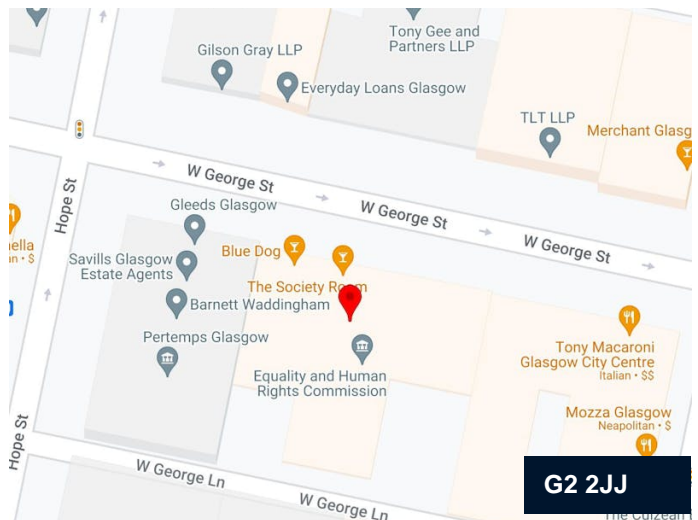 Tony Gee and
Partners LLP
Gilson Gray LLP
Everyday Loans Glasgow
TLT LLP
Merchant Glasg
W George St
W George St
W George St
Hope St
Gleeds Glasgow
Blue Dog
Savills Glasgow
Estate Agents
The Society Room
Barnett Waddingham
Pertemps Glasgow
Equality and Human
Rights Commission
Tony Macaroni
Glasgow City Centre
Italian • $$
Mozza Glasgow
Neapolitan • $
Hope St
W George Ln
W George Ln
G2 2JJ